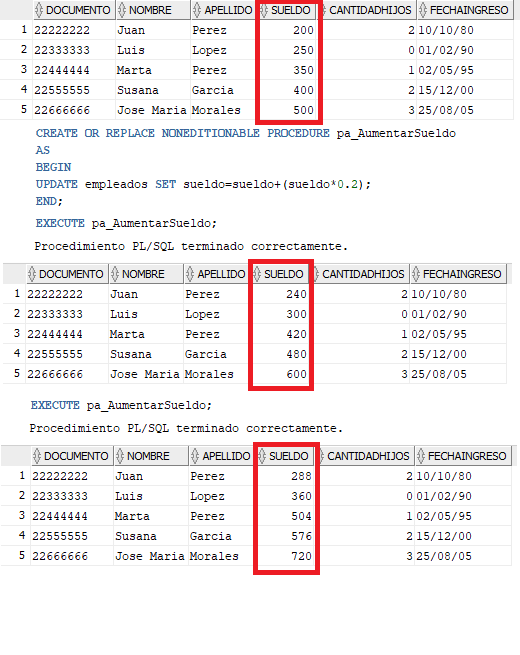 DOCUMENTO NOMBRE APELLIDO SUELDO CANTIDADHIJOS FECHAINGRESO
1 22222222 Juan Perez 200 2 10/10/80
2 22333333 Luis Lopez 250 0 01/02/90
3 22444444 Marta Perez 350 1 02/05/95
4 22555555 Susana Garcia 400 2 15/12/00
5 22666666 Jose Maria Morales 500 3 25/08/05
CREATE OR REPLACE NONEDITIONABLE PROCEDURE pa_AumentarSueldo
AS
BEGIN
UPDATE empleados SET sueldo=sueldo+(sueldo*0.2);
END;
EXECUTE pa_AumentarSueldo;
Procedimiento PL/SQL terminado correctamente.
DOCUMENTO NOMBRE APELLIDO SUELDO CANTIDADHIJOS FECHAINGRESO
1 22222222 Juan Perez 240 2 10/10/80
2 22333333 Luis Lopez 300 0 01/02/90
3 22444444 Marta Perez 420 1 02/05/95
4 22555555 Susana Garcia 480 2 15/12/00
5 22666666 Jose Maria Morales 600 3 25/08/05
EXECUTE pa_AumentarSueldo;
Procedimiento PL/SQL terminado correctamente.
DOCUMENTO NOMBRE APELLIDO SUELDO CANTIDADHIJOS FECHAINGRESO
1 22222222 Juan Perez 288 2 10/10/80
2 22333333 Luis Lopez 360 0 01/02/90
3 22444444 Marta Perez 504 1 02/05/95
4 22555555 Susana Garcia 576 2 15/12/00
5 22666666 Jose Maria Morales 720 3 25/08/05